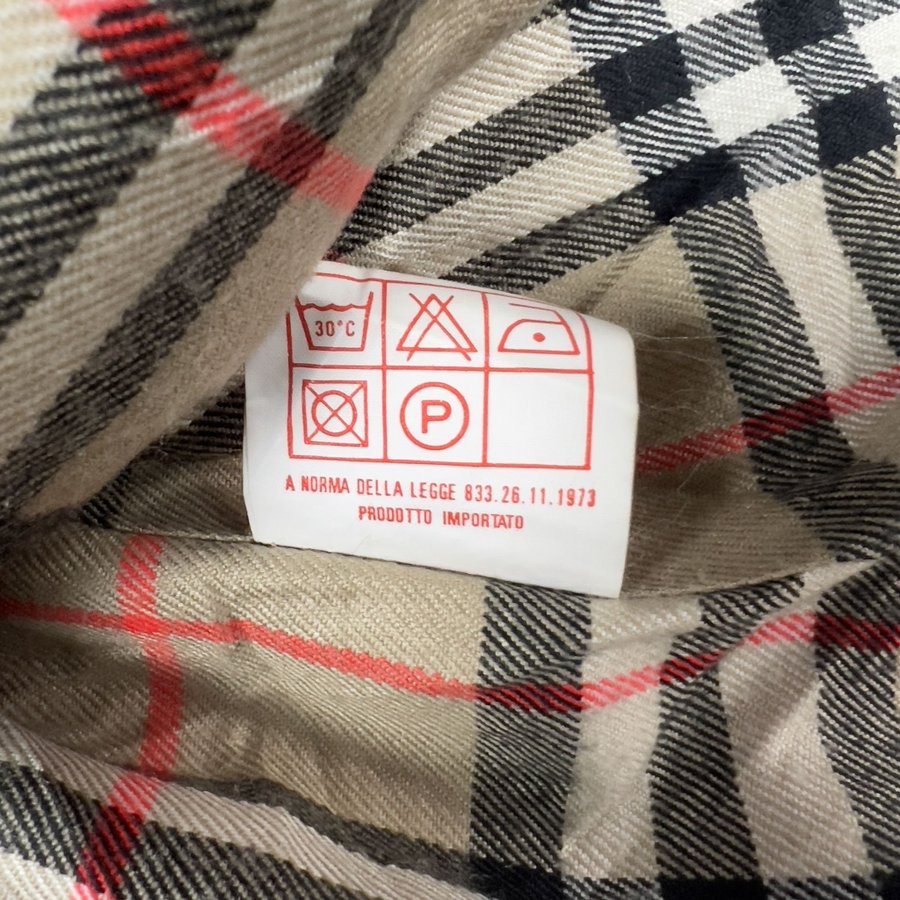 30°C
P
A NORMA DELLA LEGGE 833.26.11.1973
PRODOTTO IMPORTATO